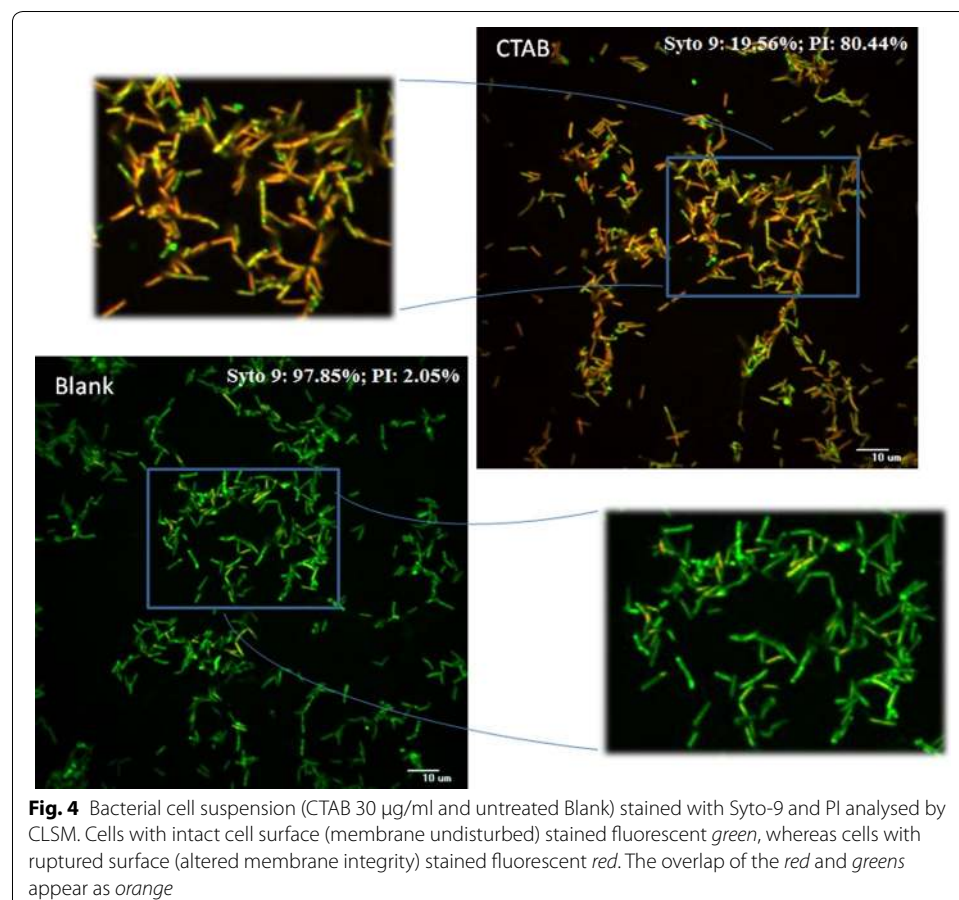 CTAB
Syto 9: 19.56%; PI: 80.44%
10 um
Blank
Syto 9: 97.85%; PI: 2.05%
10 um
Fig. 4 Bacterial cell suspension (CTAB 30 μg/ml and untreated Blank) stained with Syto-9 and PI analysed by
CLSM. Cells with intact cell surface (membrane undisturbed) stained fluorescent green, whereas cells with
ruptured surface (altered membrane integrity) stained fluorescent red. The overlap of the red and greens
appear as orange